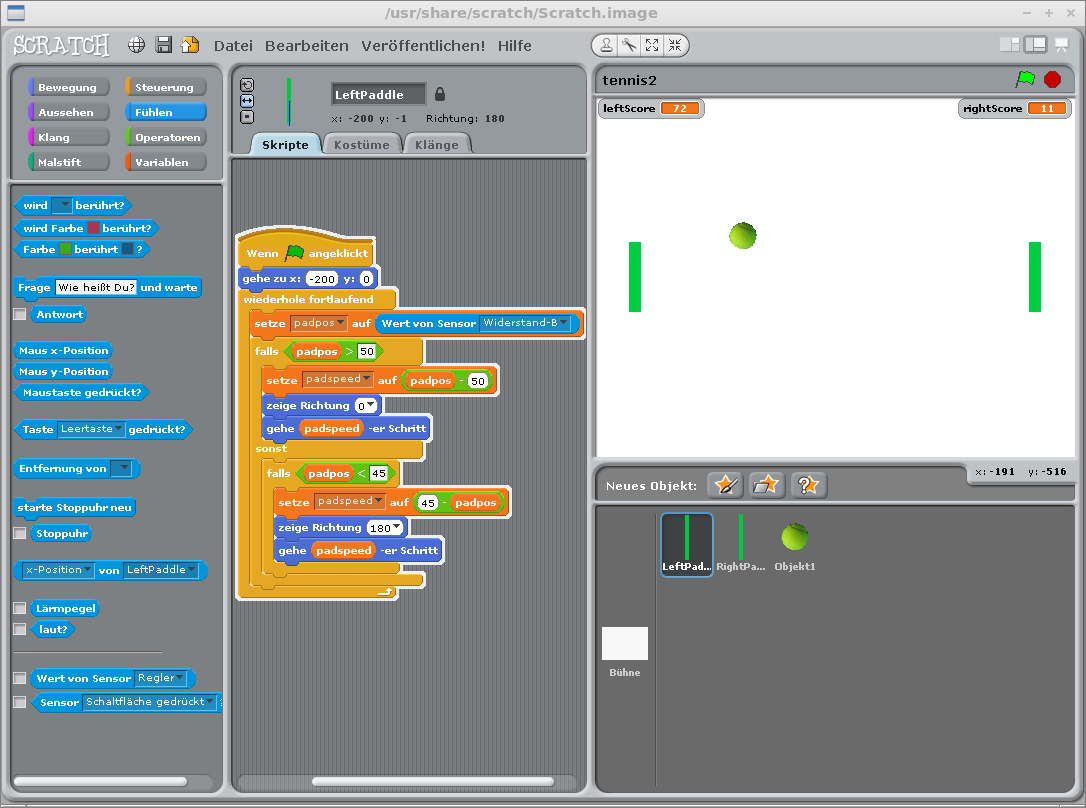 /usr/share/scratch/Scratch.image
SCRATCH Datei Bearbeiten Veröffentlichen! Hilfe
Bewegung Steuerung
Aussehen Fühlen
Klang Operatoren
Malstift Variablen
wird berührt?
wird Farbe berührt?
Farbe berührt ?
Frage Wie heißt Du? und warte
Antwort
Maus x-Position
Maus y-Position
Maustaste gedrückt?
Taste Leertaste gedrückt?
Entfernung von
starte Stoppuhr neu
Stoppuhr
x-Position von LeftPaddle
Lärmpegel
laut?
Wert von Sensor Regler
Sensor Schaltfläche gedrückt ?
LeftPaddle
x: -200 y: -1 Richtung: 180
Skripte Kostüme Klänge
Wenn angeklickt
gehe zu x: -200 y: 0
wiederhole fortlaufend
setze padpos auf Wert von Sensor Widerstand-B
falls padpos > 50
setze padspeed auf padpos - 50
zeige Richtung 0
gehe padspeed -er Schritt
sonst
falls padpos < 45
setze padspeed auf 45 - padpos
zeige Richtung 180
gehe padspeed -er Schritt
tennis2
leftScore 72 rightScore 11
x: -191 y: -516
Neues Objekt:
LeftPad... RightPa... Objekt1
Bühne